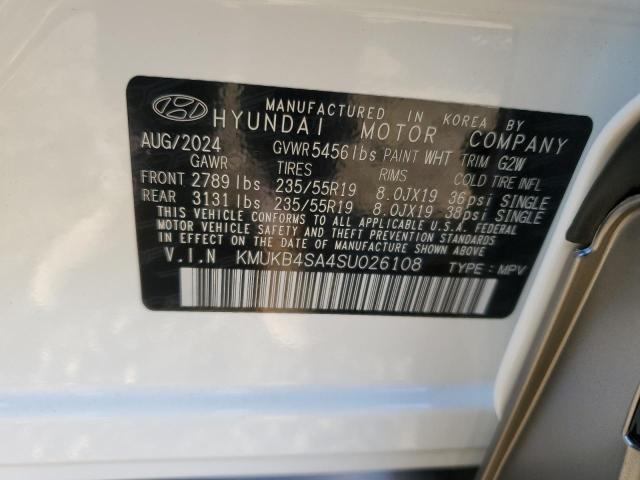 MANUFACTURED IN KOREA BY
HYUNDAI MOTOR COMPANY
AUG/2024 GVWR 5456 lbs PAINT WHT TRIM G2W
GAWR TIRES RIMS COLD TIRE INFL
FRONT 2789 lbs 235/55R19 8.0JX19 36psi SINGLE
REAR 3131 lbs 235/55R19 8.0JX19 38psi SINGLE
THIS VEHICLE CONFORMS TO ALL APPLICABLE U.S. FEDERAL
MOTOR VEHICLE SAFETY AND THEFT PREVENTION STANDARDS
IN EFFECT ON THE DATE OF MANUFACTURE SHOWN ABOVE.
V.I.N KMUKB4SA4SU026108 TYPE : MPV